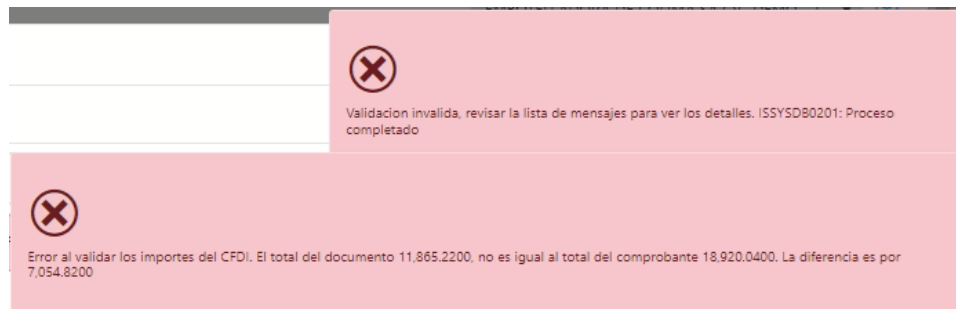 Validacion invalida, revisar la lista de mensajes para ver los detalles. ISSYSDB0201: Proceso
completado
Error al validar los importes del CFDI. El total del documento 11,865.2200, no es igual al total del comprobante 18,920.0400. La diferencia es por
7,054.8200